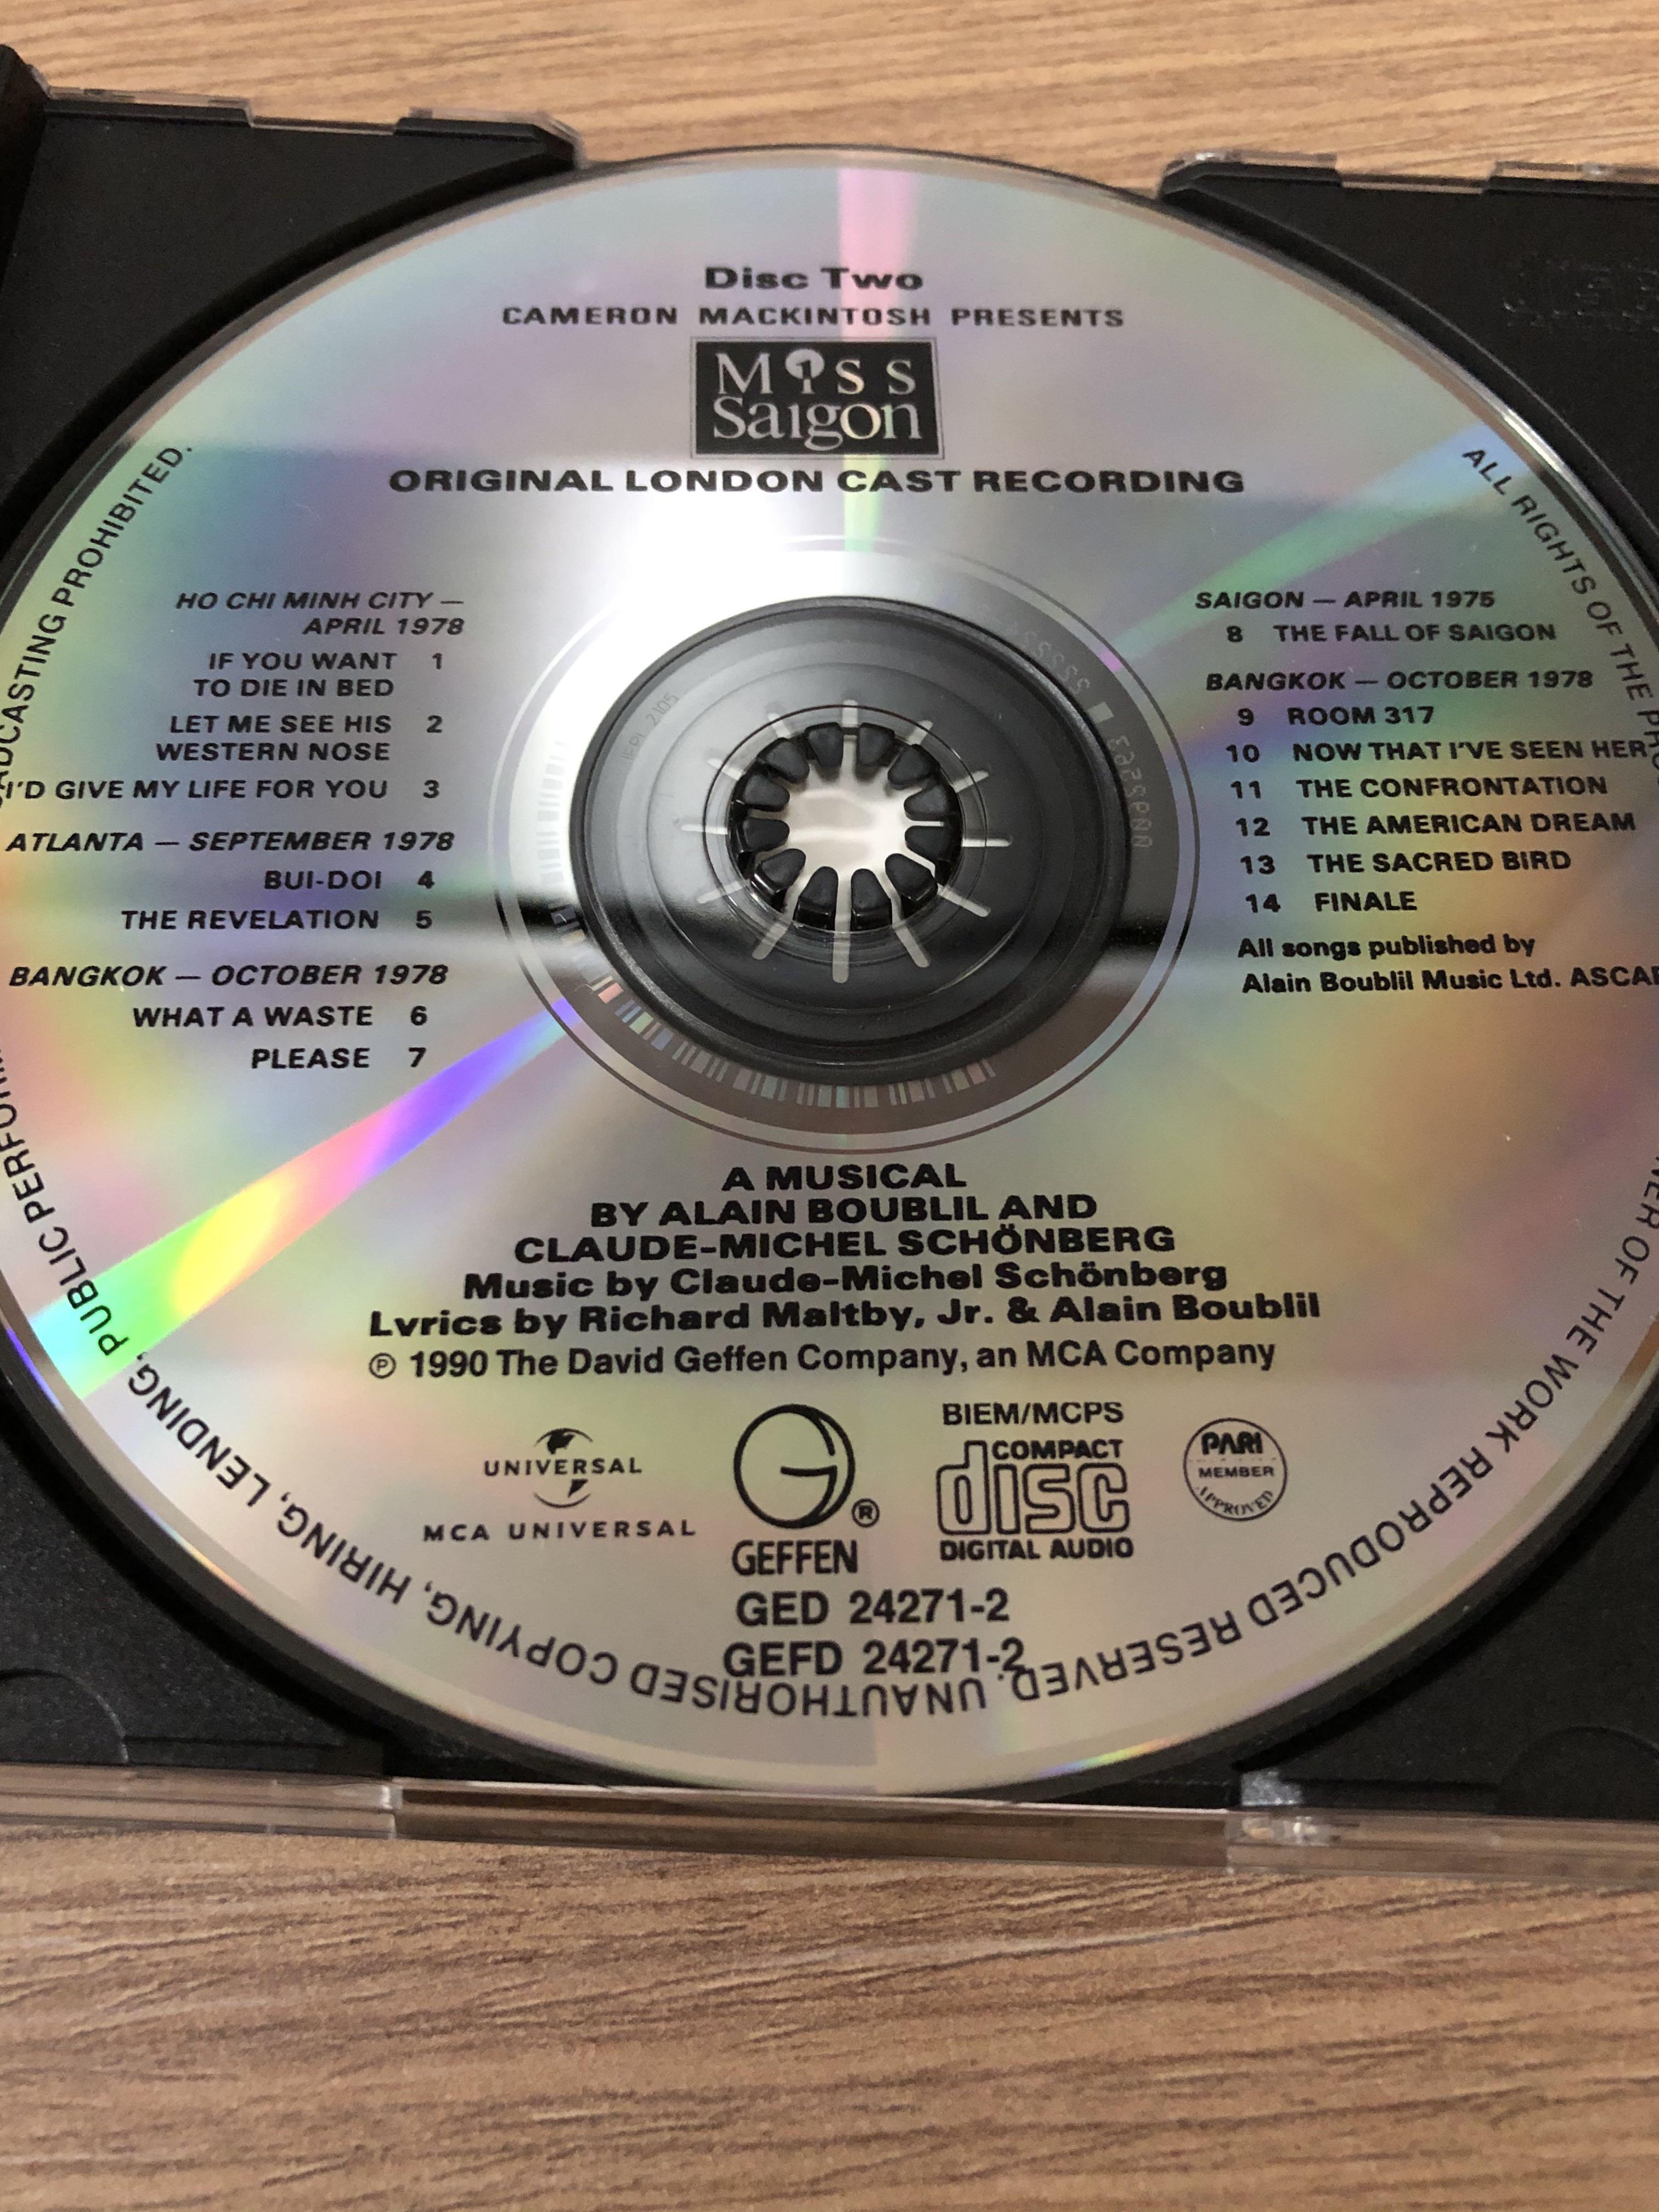 Disc Two
CAMERON MACKINTOSH PRESENTS
Miss
Saigon
ORIGINAL LONDON CAST RECORDING
HO CHI MINH CITY —
APRIL 1978
IF YOU WANT 1
TO DIE IN BED
LET ME SEE HIS 2
WESTERN NOSE
I'D GIVE MY LIFE FOR YOU 3
ATLANTA — SEPTEMBER 1978
BUI-DOI 4
THE REVELATION 5
BANGKOK — OCTOBER 1978
WHAT A WASTE 6
PLEASE 7
SAIGON — APRIL 1975
8 THE FALL OF SAIGON
BANGKOK — OCTOBER 1978
9 ROOM 317
10 NOW THAT I'VE SEEN HER
11 THE CONFRONTATION
12 THE AMERICAN DREAM
13 THE SACRED BIRD
14 FINALE
All songs published by
Alain Boublil Music Ltd. ASCAP
A MUSICAL
BY ALAIN BOUBLIL AND
CLAUDE-MICHEL SCHÖNBERG
Music by Claude-Michel Schönberg
Lyrics by Richard Maltby, Jr. & Alain Boublil
℗ 1990 The David Geffen Company, an MCA Company
UNIVERSAL
MCA UNIVERSAL
G®
GEFFEN
BIEM/MCPS
COMPACT
disc
DIGITAL AUDIO
PARI
MEMBER
APPROVED
GED 24271-2
GEFD 24271-2
ALL RIGHTS OF THE
OF THE WORK REPRODUCED RESERVED. UNAUTHORISED COPYING, HIRING, LENDING, PUBLIC
PROHIBITED.
IFPI 2105